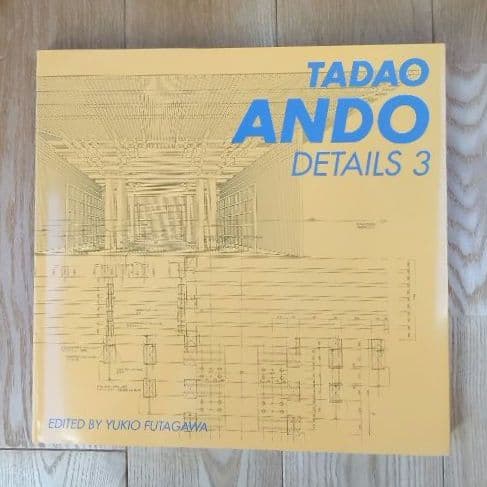 TADAO
ANDO
DETAILS 3
EDITED BY YUKIO FUTAGAWA